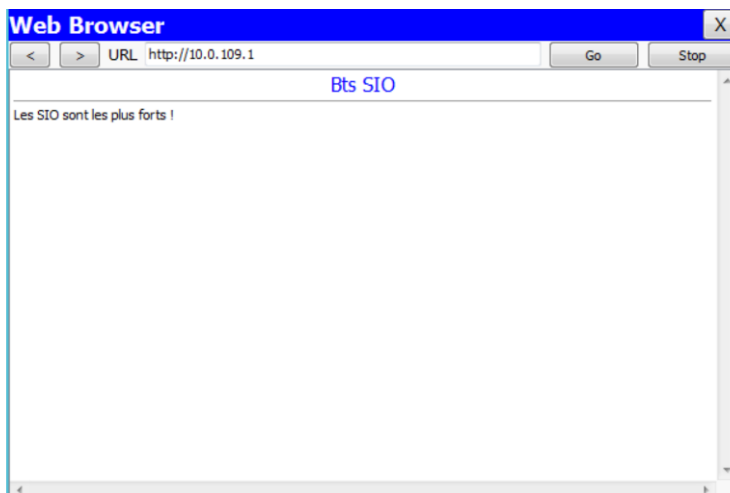 Web Browser
X
< > URL http://10.0.109.1 Go Stop
Bts SIO
Les SIO sont les plus forts !